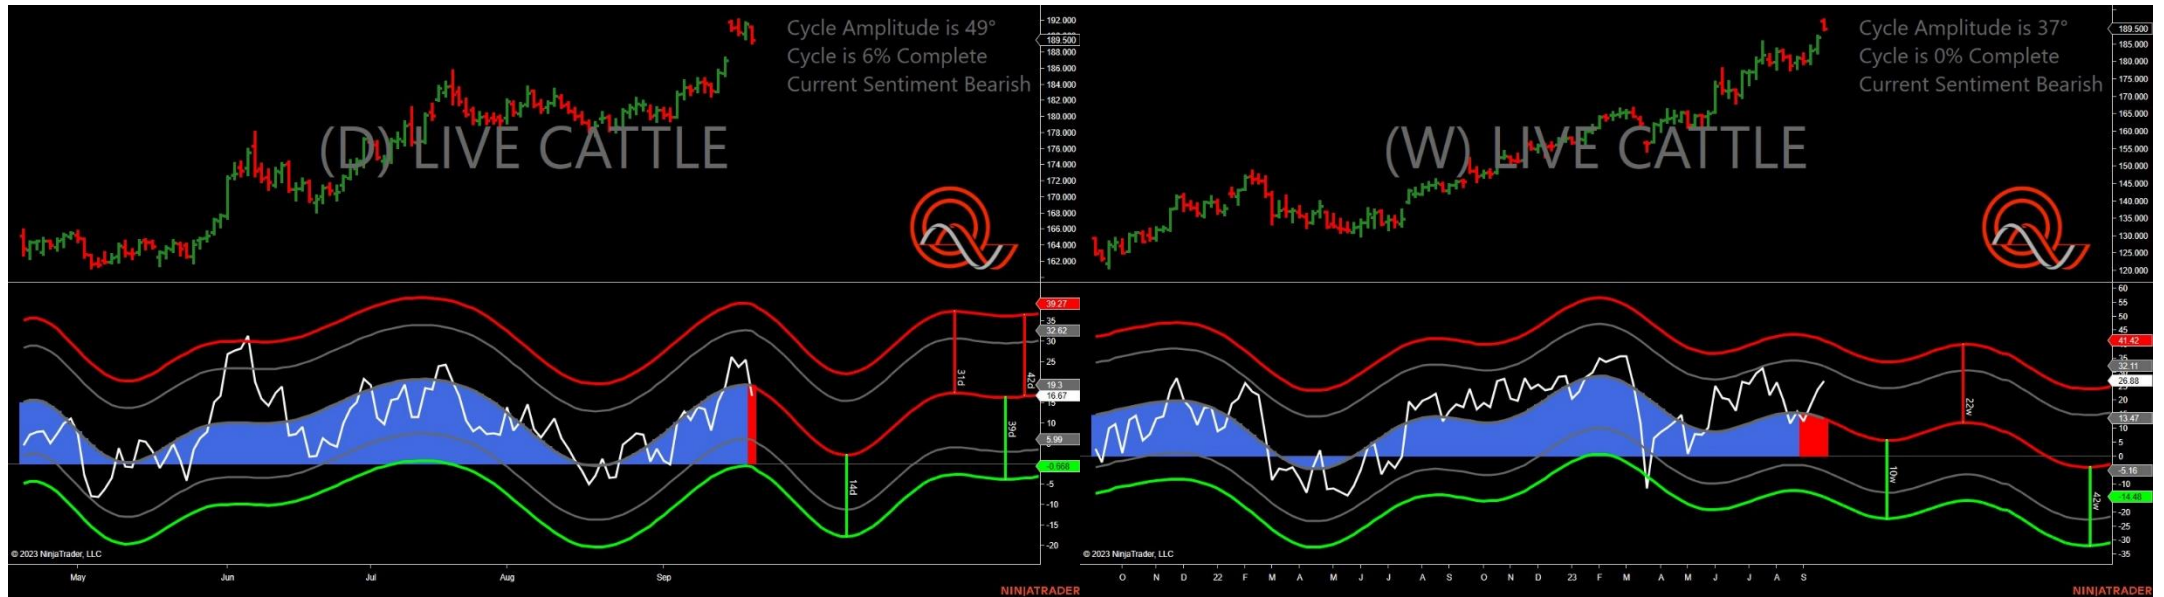 Cycle Amplitude is 49°
Cycle is 6% Complete
Current Sentiment Bearish
(D) LIVE CATTLE
192.000
189.500
188.000
186.000
184.000
182.000
180.000
178.000
176.000
174.000
172.000
170.000
168.000
166.000
164.000
162.000
39.27
35
32.62
30
25
19.3
16.67
10
5.99
-0.668
-5
-10
-15
-20
31d
42d
39d
14d
© 2023 NinjaTrader, LLC
May Jun Jul Aug Sep
NINJATRADER
Cycle Amplitude is 37°
Cycle is 0% Complete
Current Sentiment Bearish
(W) LIVE CATTLE
189.500
185.000
180.000
170.000
165.000
160.000
155.000
150.000
145.000
140.000
135.000
130.000
125.000
120.000
60
55
50
45
41.42
32.11
26.88
20
13.47
5
0
-5.16
-10
-14.48
-20
-25
-30
-35
22w
10w
42w
© 2023 NinjaTrader, LLC
O N D 22 F M A M J J A S O N D 23 F M A M J J A S
NINJATRADER